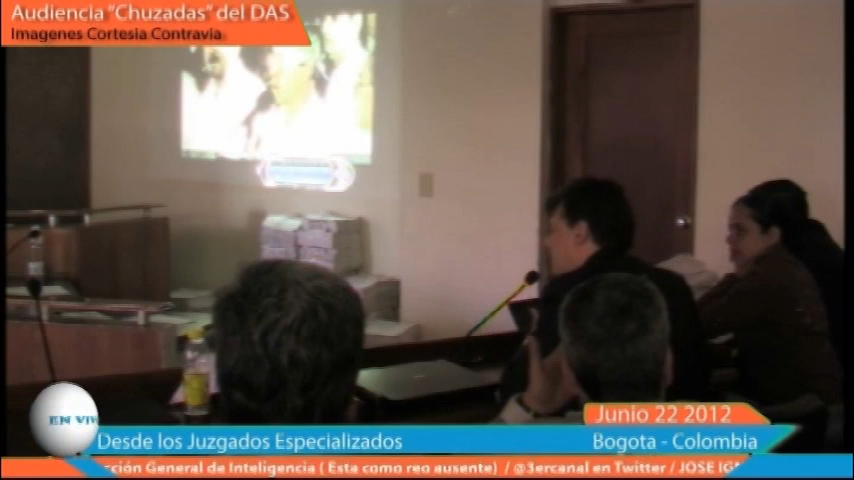 Audiencia "Chuzadas" del DAS
Imagenes Cortesia Contravia
Junio 22 2012
EN VIV
Desde los Juzgados Especializados
Bogota - Colombia
cción General de Inteligencia ( Esta como reo ausente) / @3ercanal en Twitter / JOSE IGN